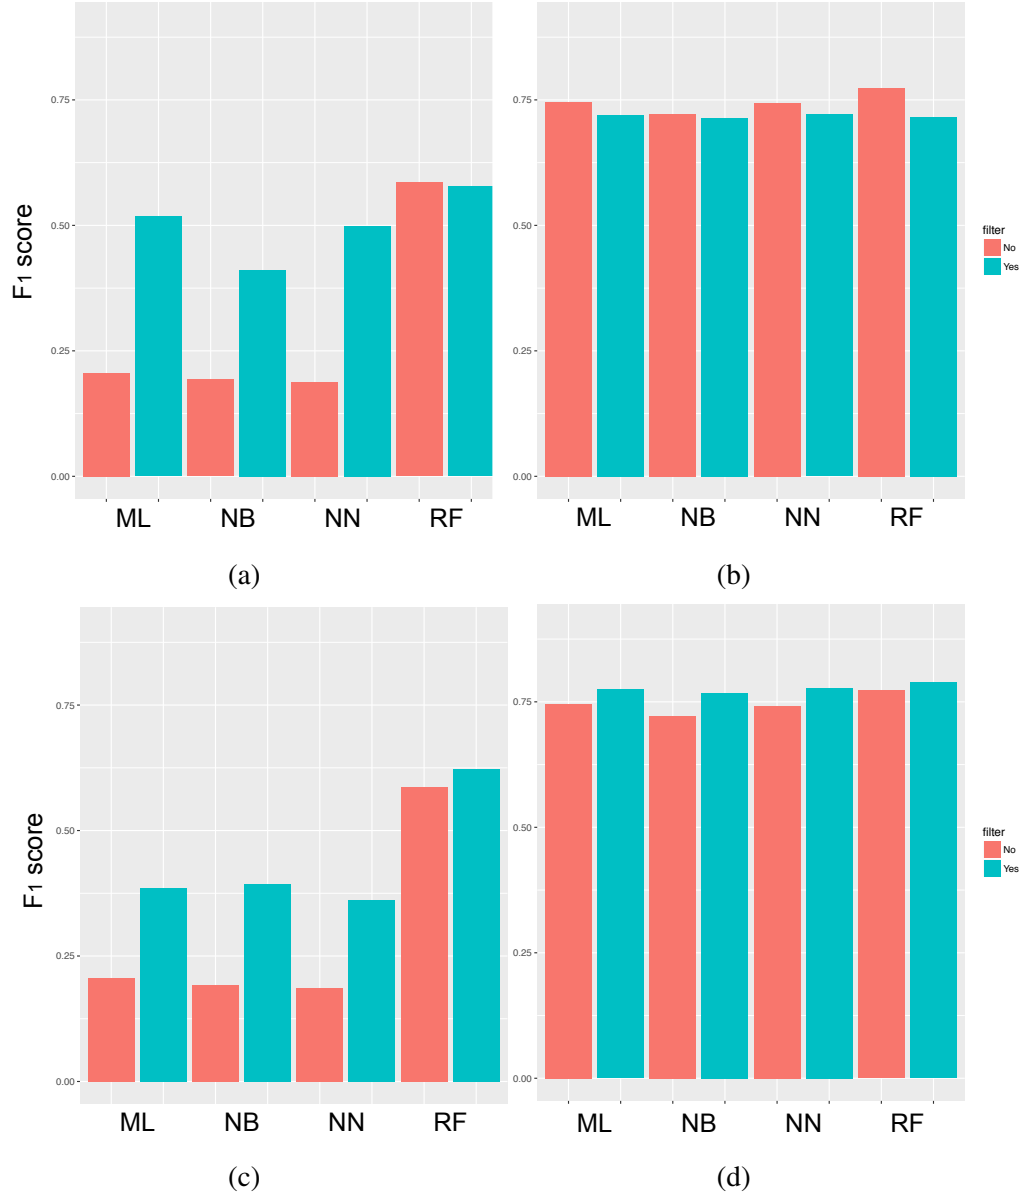 F1 score
0.75
0.50
0.25
0.00
ML NB NN RF
(a)
0.75
0.50
0.25
0.00
ML NB NN RF
(b)
filter
No
Yes
F1 score
0.75
0.50
0.25
0.00
ML NB NN RF
(c)
0.75
0.50
0.25
0.00
ML NB NN RF
(d)
filter
No
Yes